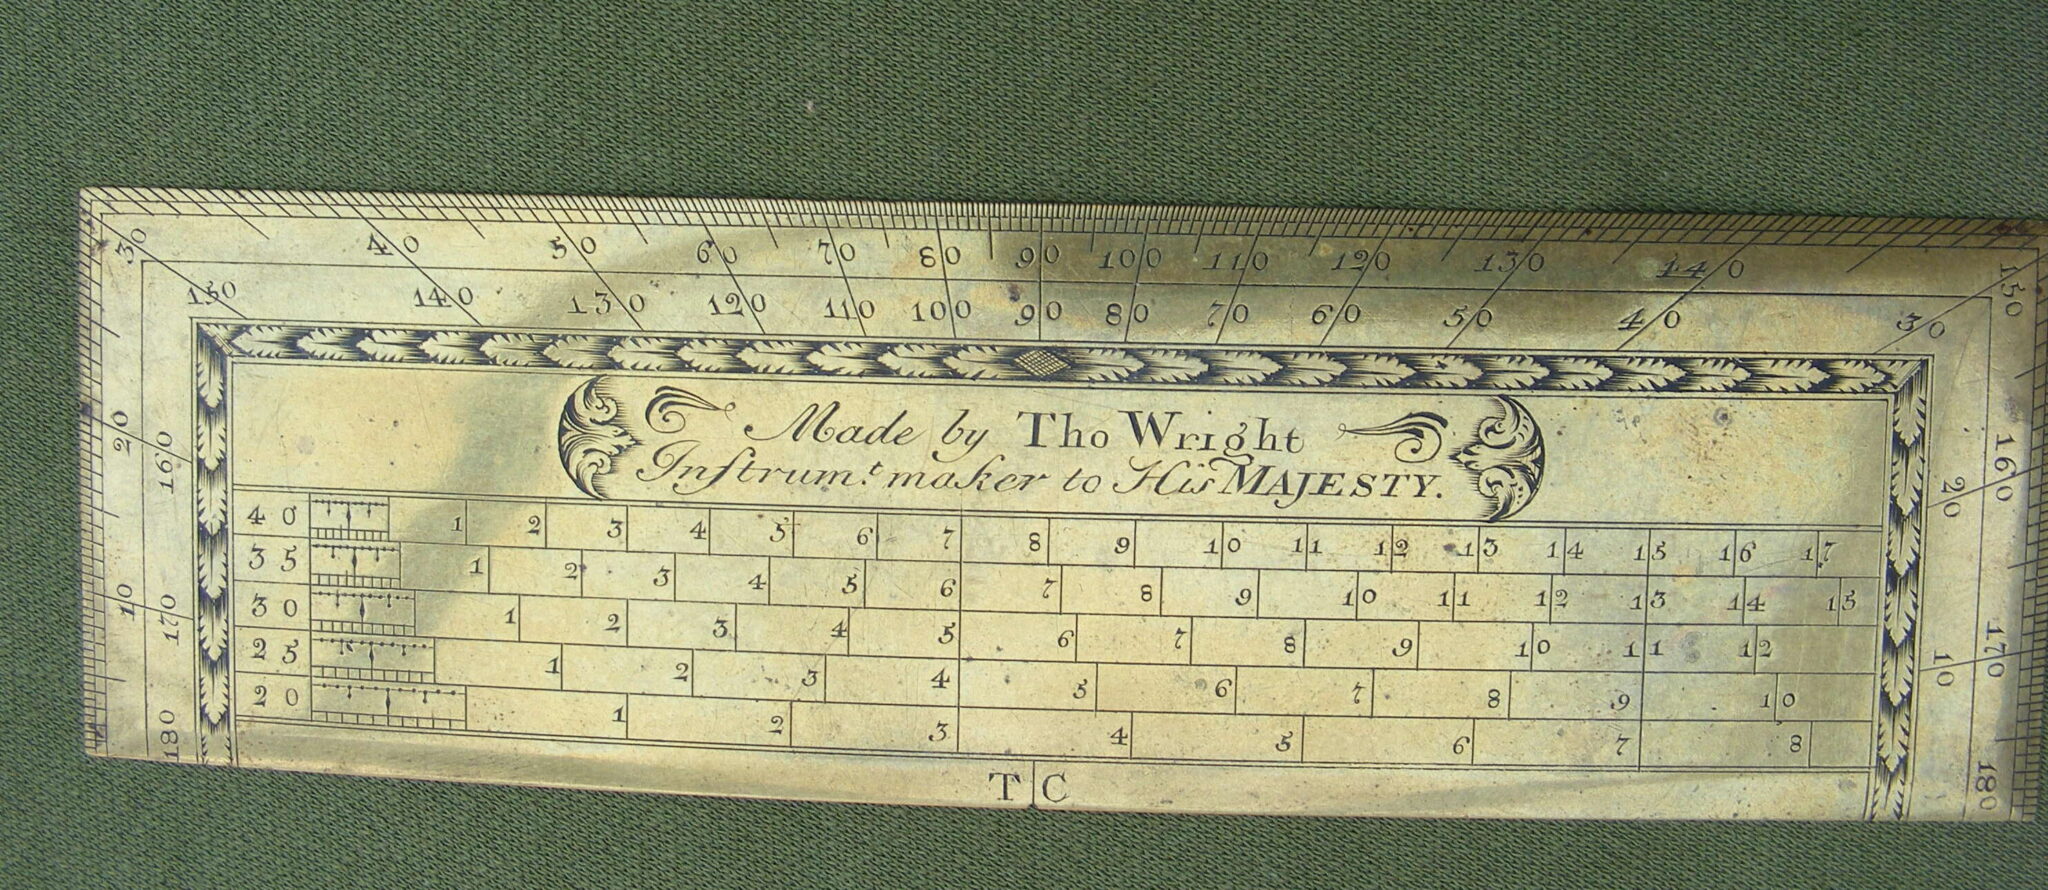 30 40 50 60 70 80 90 100 110 120 130 140 150
150 140 130 120 110 100 90 80 70 60 50 40 30
20 160
10 170
180
160 20
170 10
180
Made by Tho Wright
Inſtrum.t maker to His MAJESTY.
40 1 2 3 4 5 6 7 8 9 10 11 12 13 14 15 16 17
35 1 2 3 4 5 6 7 8 9 10 11 12 13 14 15
30 1 2 3 4 5 6 7 8 9 10 11 12
25 1 2 3 4 5 6 7 8 9 10
20 1 2 3 4 5 6 7 8
T C